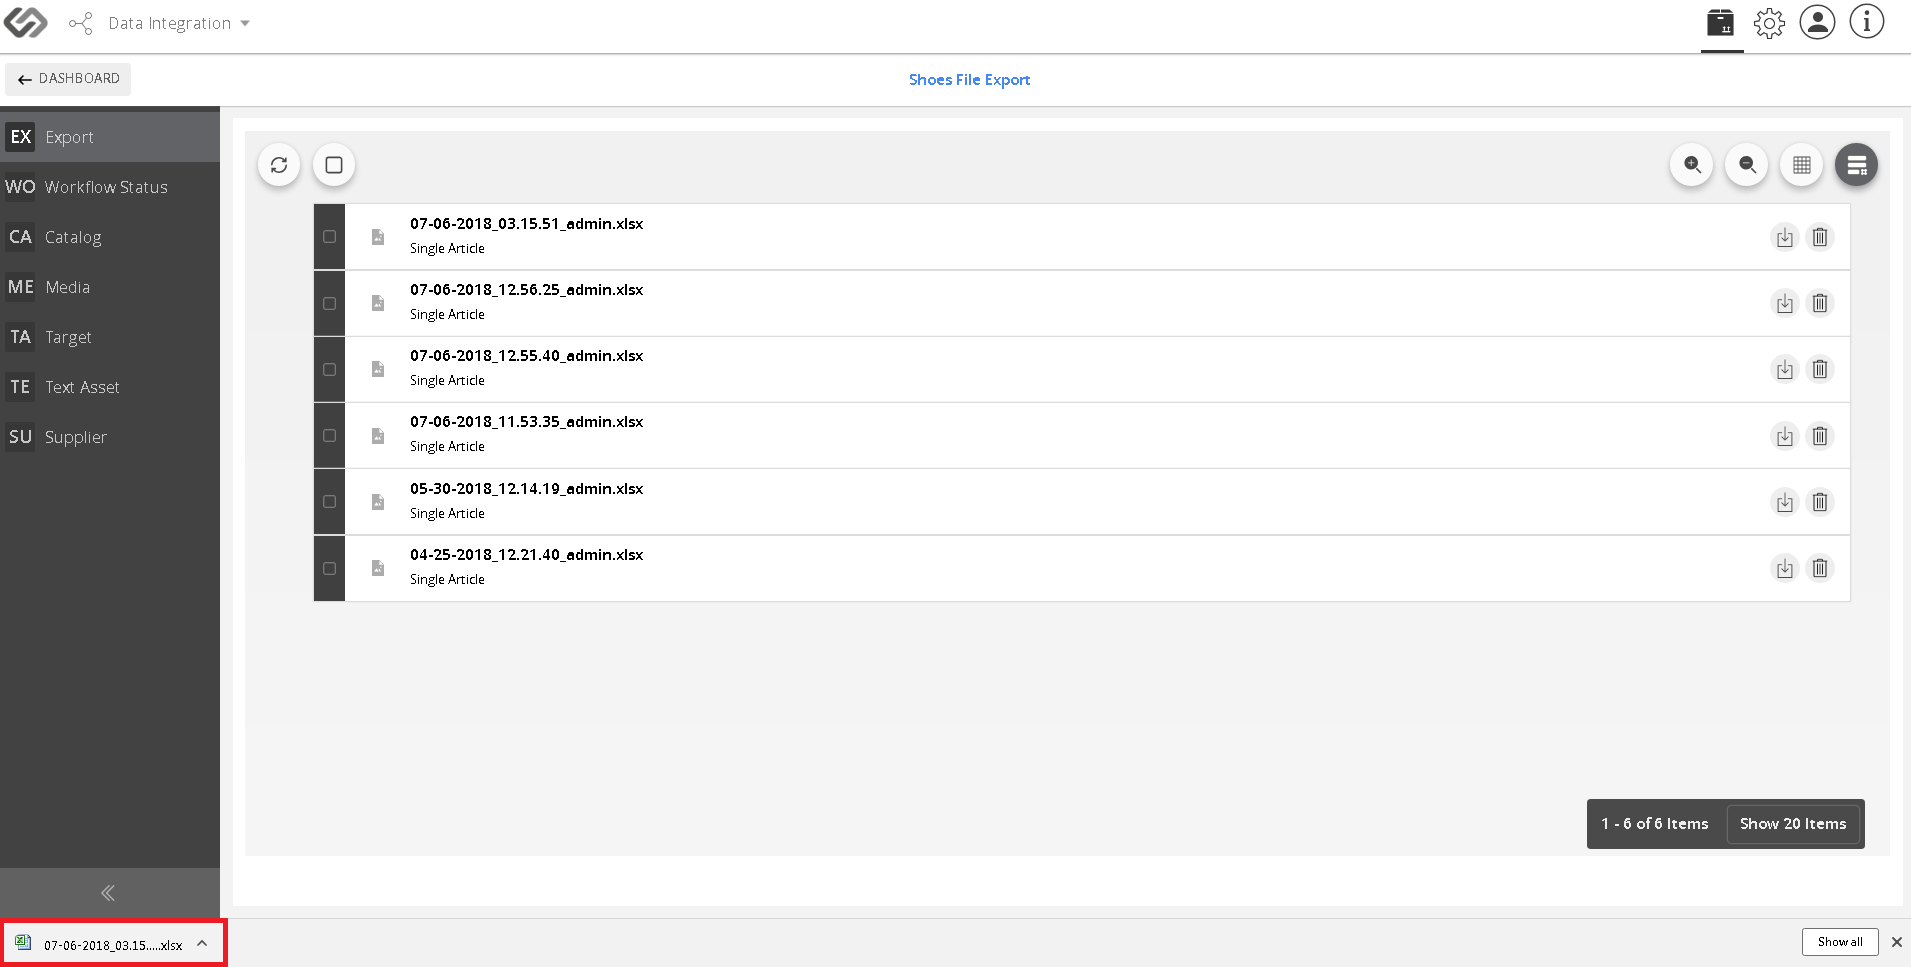 Data Integration
DASHBOARD
Shoes File Export
EX Export
WO Workflow Status
CA Catalog
ME Media
TA Target
TE Text Asset
SU Supplier
07-06-2018_03.15.51_admin.xlsx
Single Article
07-06-2018_12.56.25_admin.xlsx
Single Article
07-06-2018_12.55.40_admin.xlsx
Single Article
07-06-2018_11.53.35_admin.xlsx
Single Article
05-30-2018_12.14.19_admin.xlsx
Single Article
04-25-2018_12.21.40_admin.xlsx
Single Article
1 - 6 of 6 Items Show 20 Items
07-06-2018_03.15.....xlsx
Show all